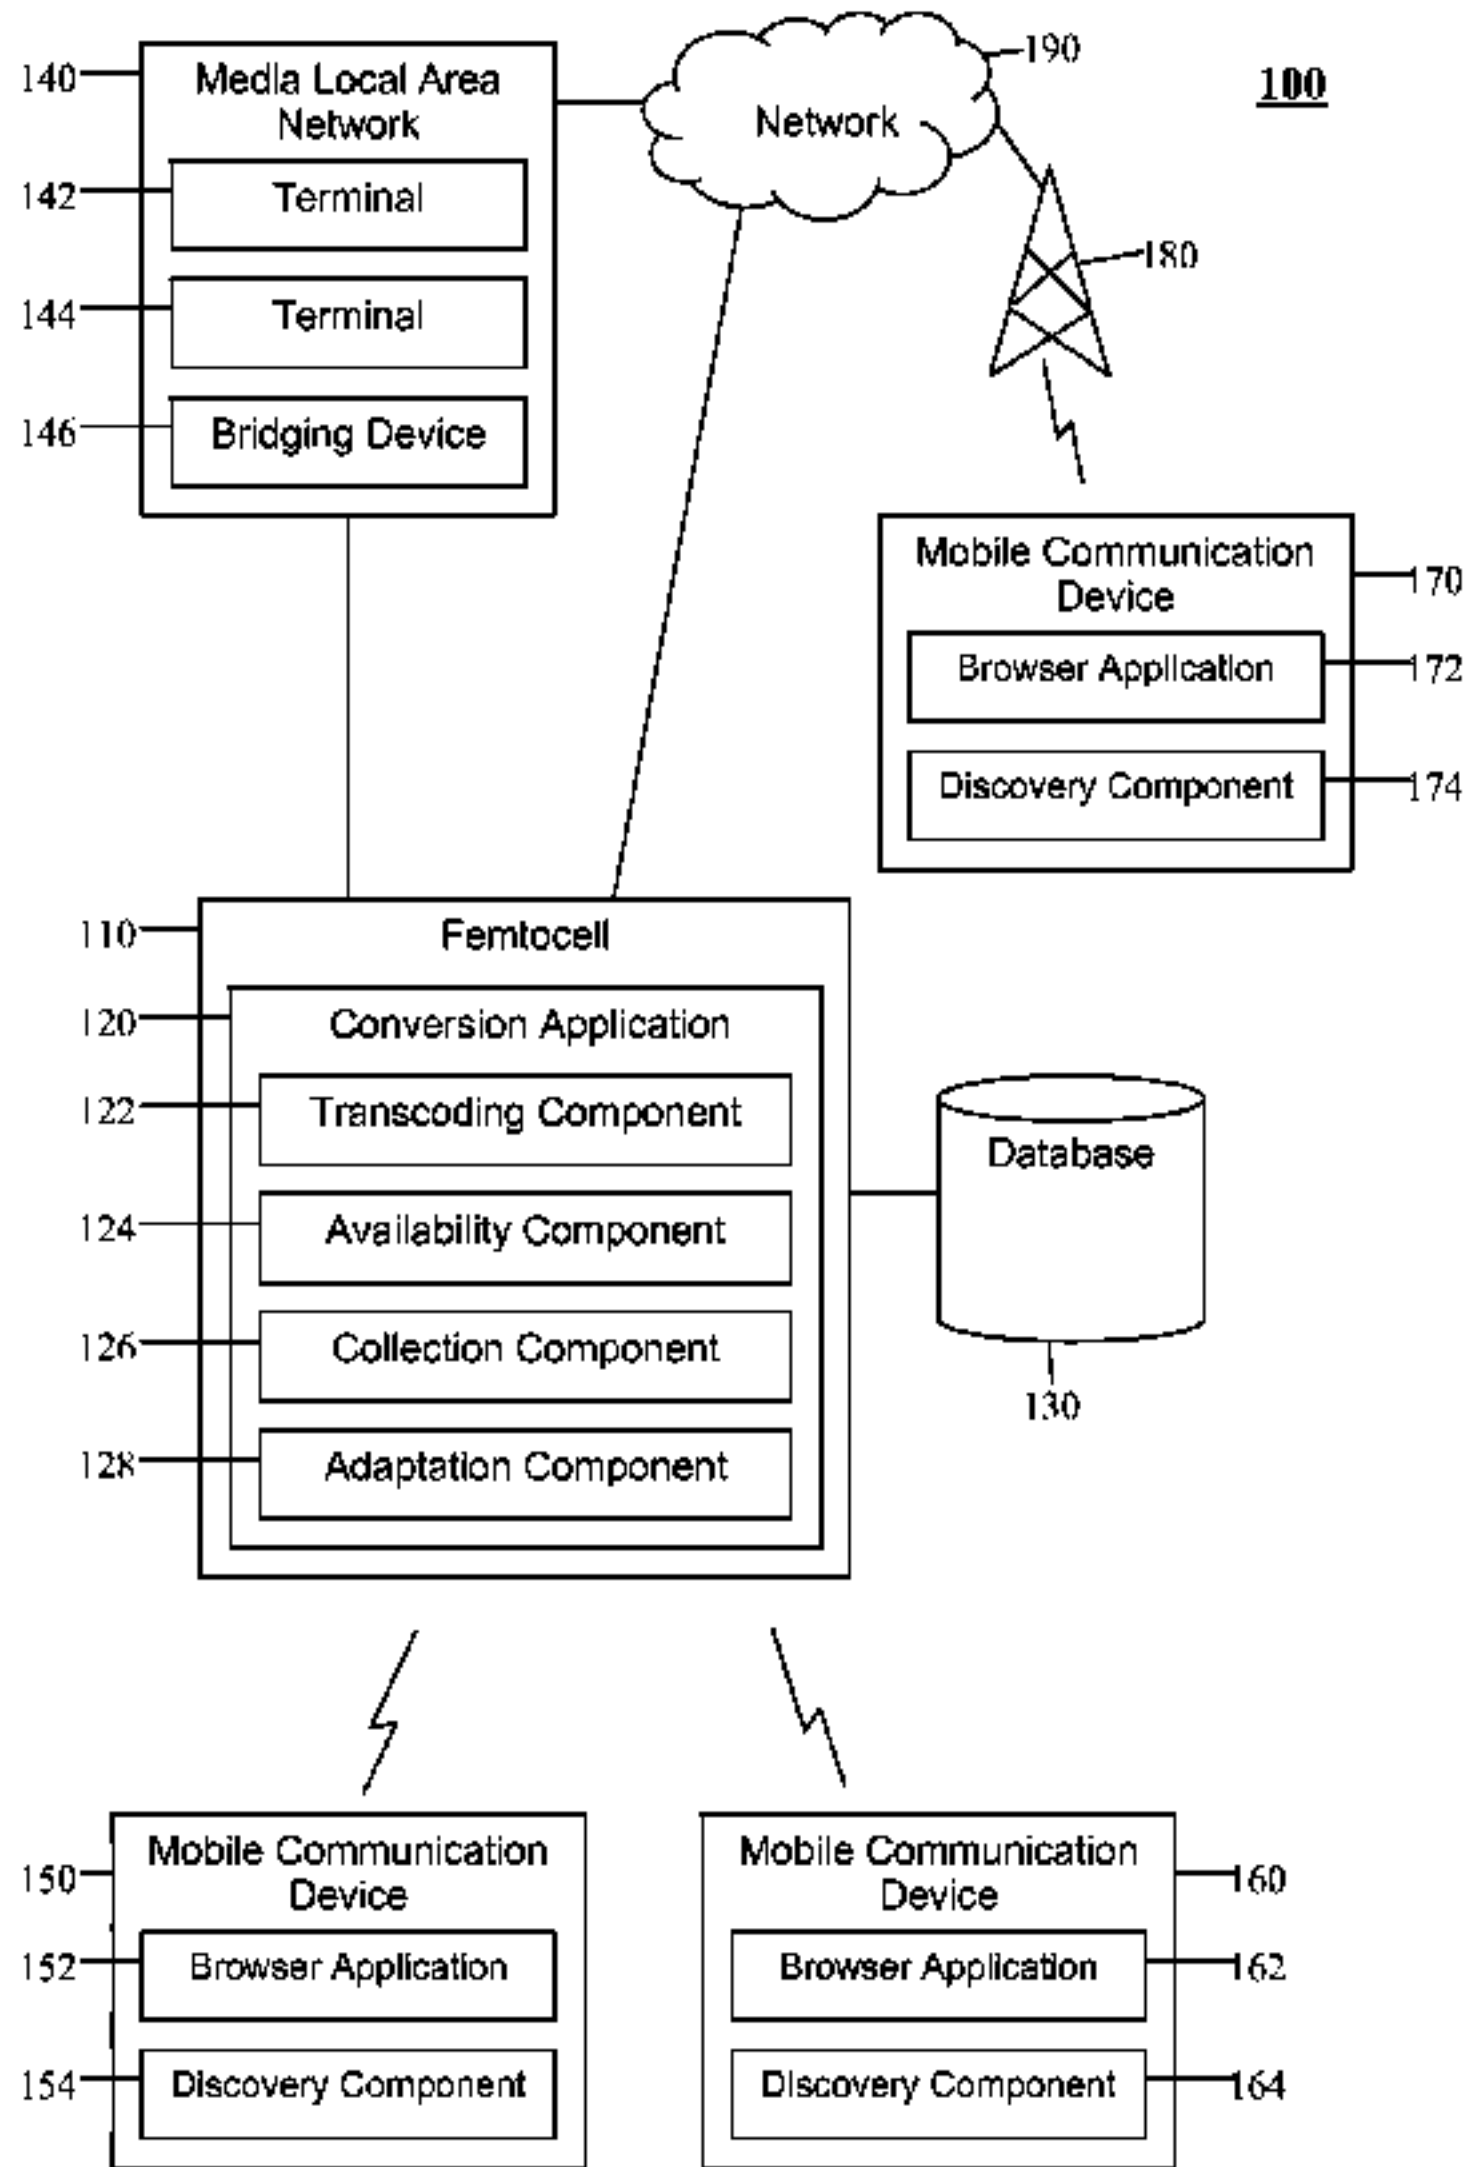 100
190
Network
140
Media Local Area
Network
142
Terminal
144
Terminal
146
Bridging Device
180
Mobile Communication
Device
170
Browser Application
172
Discovery Component
174
110
Femtocell
120
Conversion Application
122
Transcoding Component
124
Availability Component
126
Collection Component
128
Adaptation Component
Database
130
150
Mobile Communication
Device
152
Browser Application
154
Discovery Component
Mobile Communication
Device
160
Browser Application
162
Discovery Component
164